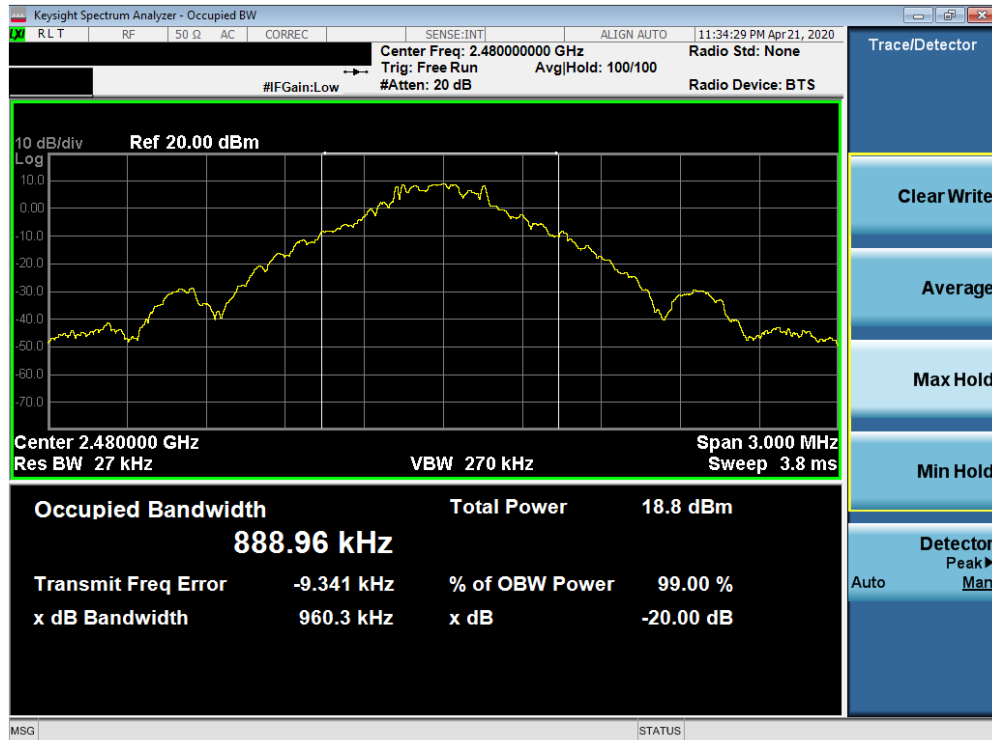 Keysight Spectrum Analyzer - Occupied BW
LXI RLT RF 50 Ω AC CORREC SENSE:INT ALIGN AUTO 11:34:29 PM Apr 21, 2020
Center Freq: 2.480000000 GHz Radio Std: None
Trig: Free Run Avg|Hold: 100/100
#IFGain:Low #Atten: 20 dB Radio Device: BTS
Trace/Detector
10 dB/div Ref 20.00 dBm
Log
10.0
0.00
-10.0
-20.0
-30.0
-40.0
-50.0
-60.0
-70.0
Center 2.480000 GHz Span 3.000 MHz
Res BW 27 kHz VBW 270 kHz Sweep 3.8 ms
Occupied Bandwidth Total Power 18.8 dBm
888.96 kHz
Transmit Freq Error -9.341 kHz % of OBW Power 99.00 %
x dB Bandwidth 960.3 kHz x dB -20.00 dB
Clear Write
Average
Max Hold
Min Hold
Detector
Peak▶
Auto Man
MSG STATUS